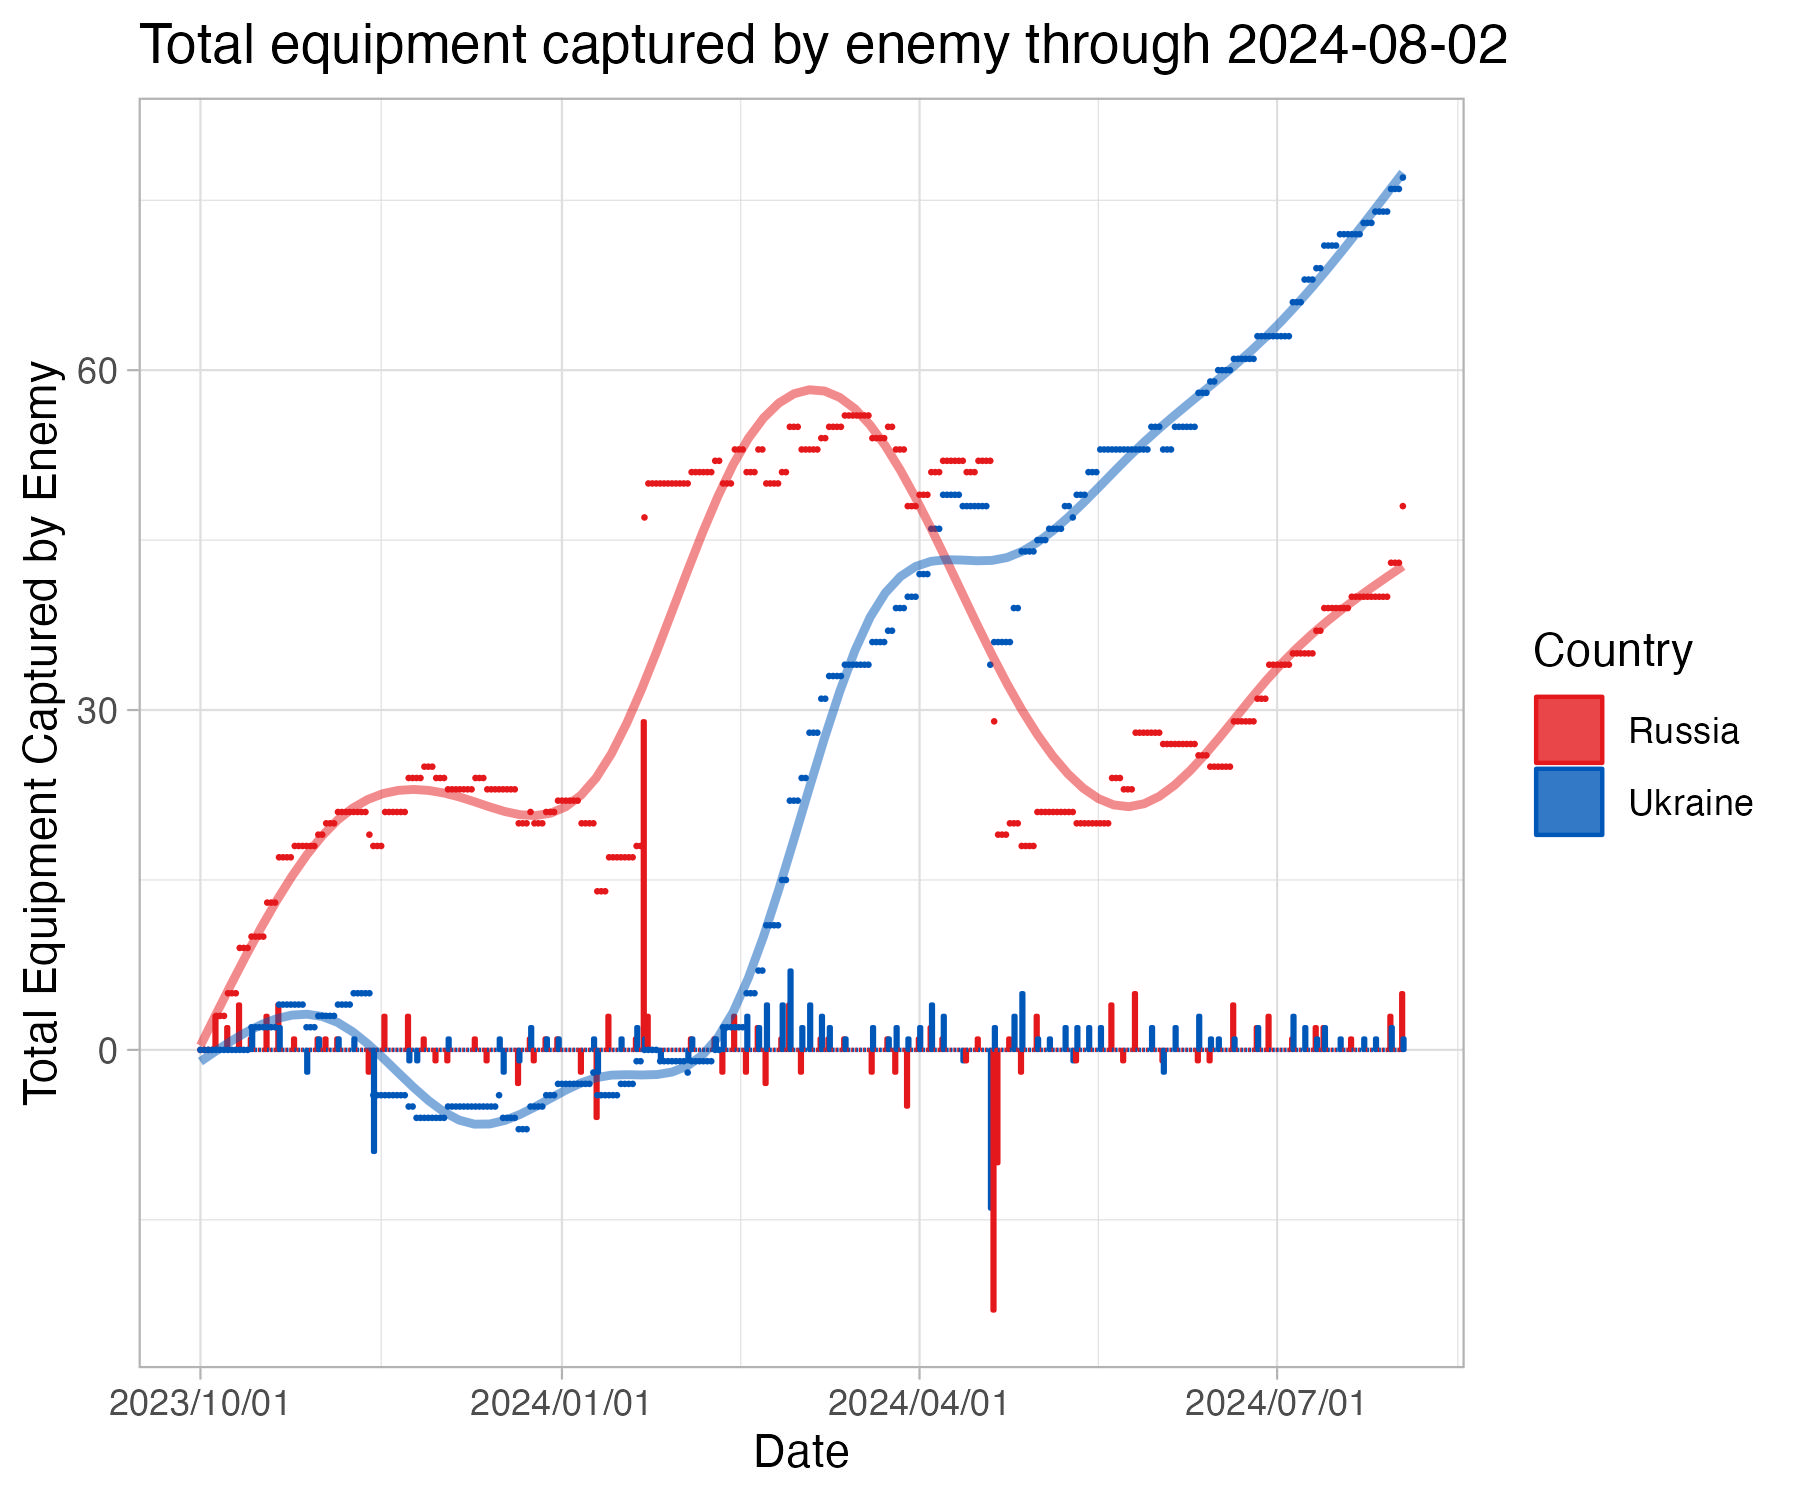 Total equipment captured by enemy through 2024-08-02
Total Equipment Captured by Enemy
60
30
0
2023/10/01
2024/01/01
2024/04/01
2024/07/01
Date
Country
Russia
Ukraine